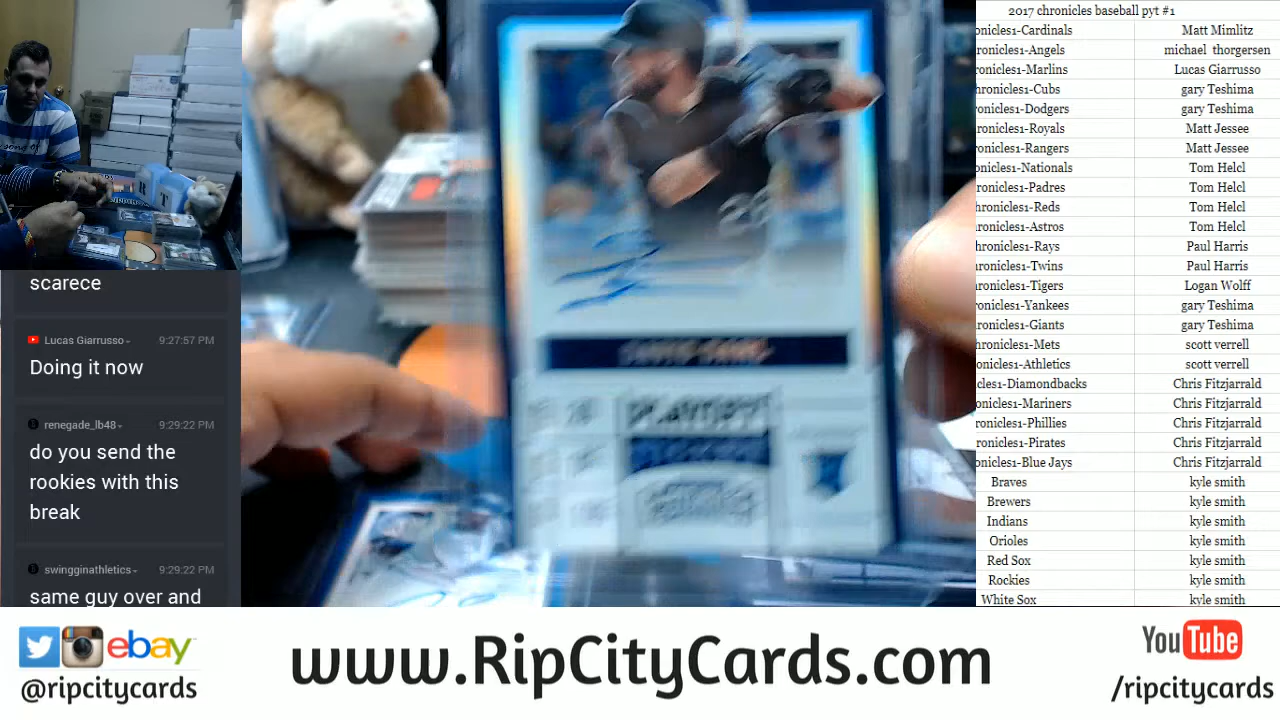 scarece
Lucas Giarrusso
9:27:57 PM
Doing it now
renegade_lb48
9:29:22 PM
do you send the
rookies with this
break
swingginathletics
9:29:22 PM
same guy over and
2017 chronicles baseball pyt #1
onicles1-Cardinals Matt Mimlitz
ronicles1-Angels michael thorgersen
ronicles1-Marlins Lucas Giarrusso
ronicles1-Cubs gary Teshima
ronicles1-Dodgers gary Teshima
ronicles1-Royals Matt Jessee
ronicles1-Rangers Matt Jessee
onicles1-Nationals Tom Helcl
ronicles1-Padres Tom Helcl
ronicles1-Reds Tom Helcl
ronicles1-Astros Tom Helcl
hronicles1-Rays Paul Harris
ronicles1-Twins Paul Harris
ronicles1-Tigers Logan Wolff
onicles1-Yankees gary Teshima
ronicles1-Giants gary Teshima
hronicles1-Mets scott verrell
onicles1-Athletics scott verrell
cles1-Diamondbacks Chris Fitzjarrald
onicles1-Mariners Chris Fitzjarrald
ronicles1-Phillies Chris Fitzjarrald
ronicles1-Pirates Chris Fitzjarrald
onicles1-Blue Jays Chris Fitzjarrald
Braves kyle smith
Brewers kyle smith
Indians kyle smith
Orioles kyle smith
Red Sox kyle smith
Rockies kyle smith
White Sox kyle smith
ebay
@ripcitycards
www.RipCityCards.com
YouTube
/ripcitycards